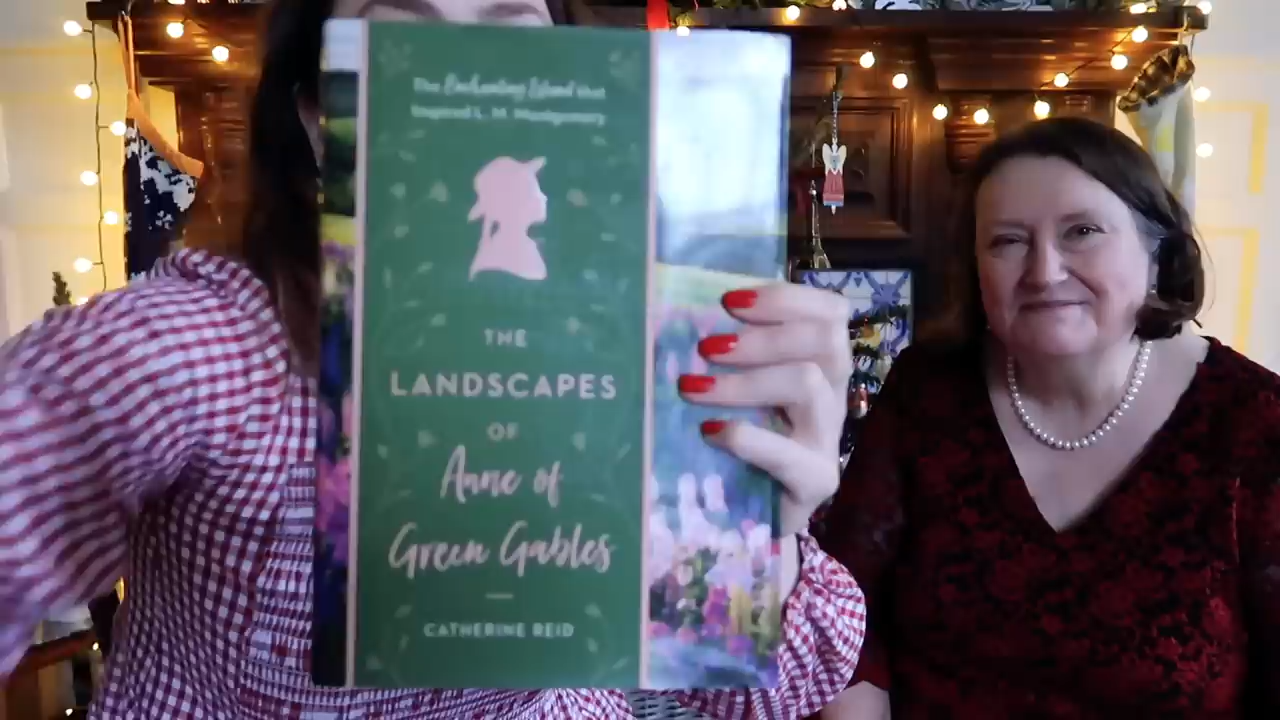 The Enchanting Island that
Inspired L. M. Montgomery
THE
LANDSCAPES
OF
Anne of
Green Gables
CATHERINE REID